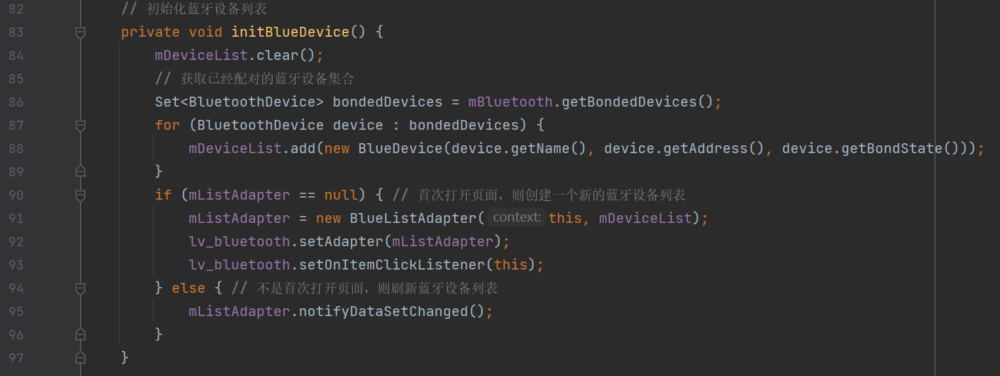 82 // 初始化蓝牙设备列表
83 private void initBlueDevice() {
84 mDeviceList.clear();
85 // 获取已经配对的蓝牙设备集合
86 Set<BluetoothDevice> bondedDevices = mBluetooth.getBondedDevices();
87 for (BluetoothDevice device : bondedDevices) {
88 mDeviceList.add(new BlueDevice(device.getName(), device.getAddress(), device.getBondState()));
89 }
90 if (mListAdapter == null) { // 首次打开页面，则创建一个新的蓝牙设备列表
91 mListAdapter = new BlueListAdapter( context: this, mDeviceList);
92 lv_bluetooth.setAdapter(mListAdapter);
93 lv_bluetooth.setOnItemClickListener(this);
94 } else { // 不是首次打开页面，则刷新蓝牙设备列表
95 mListAdapter.notifyDataSetChanged();
96 }
97 }